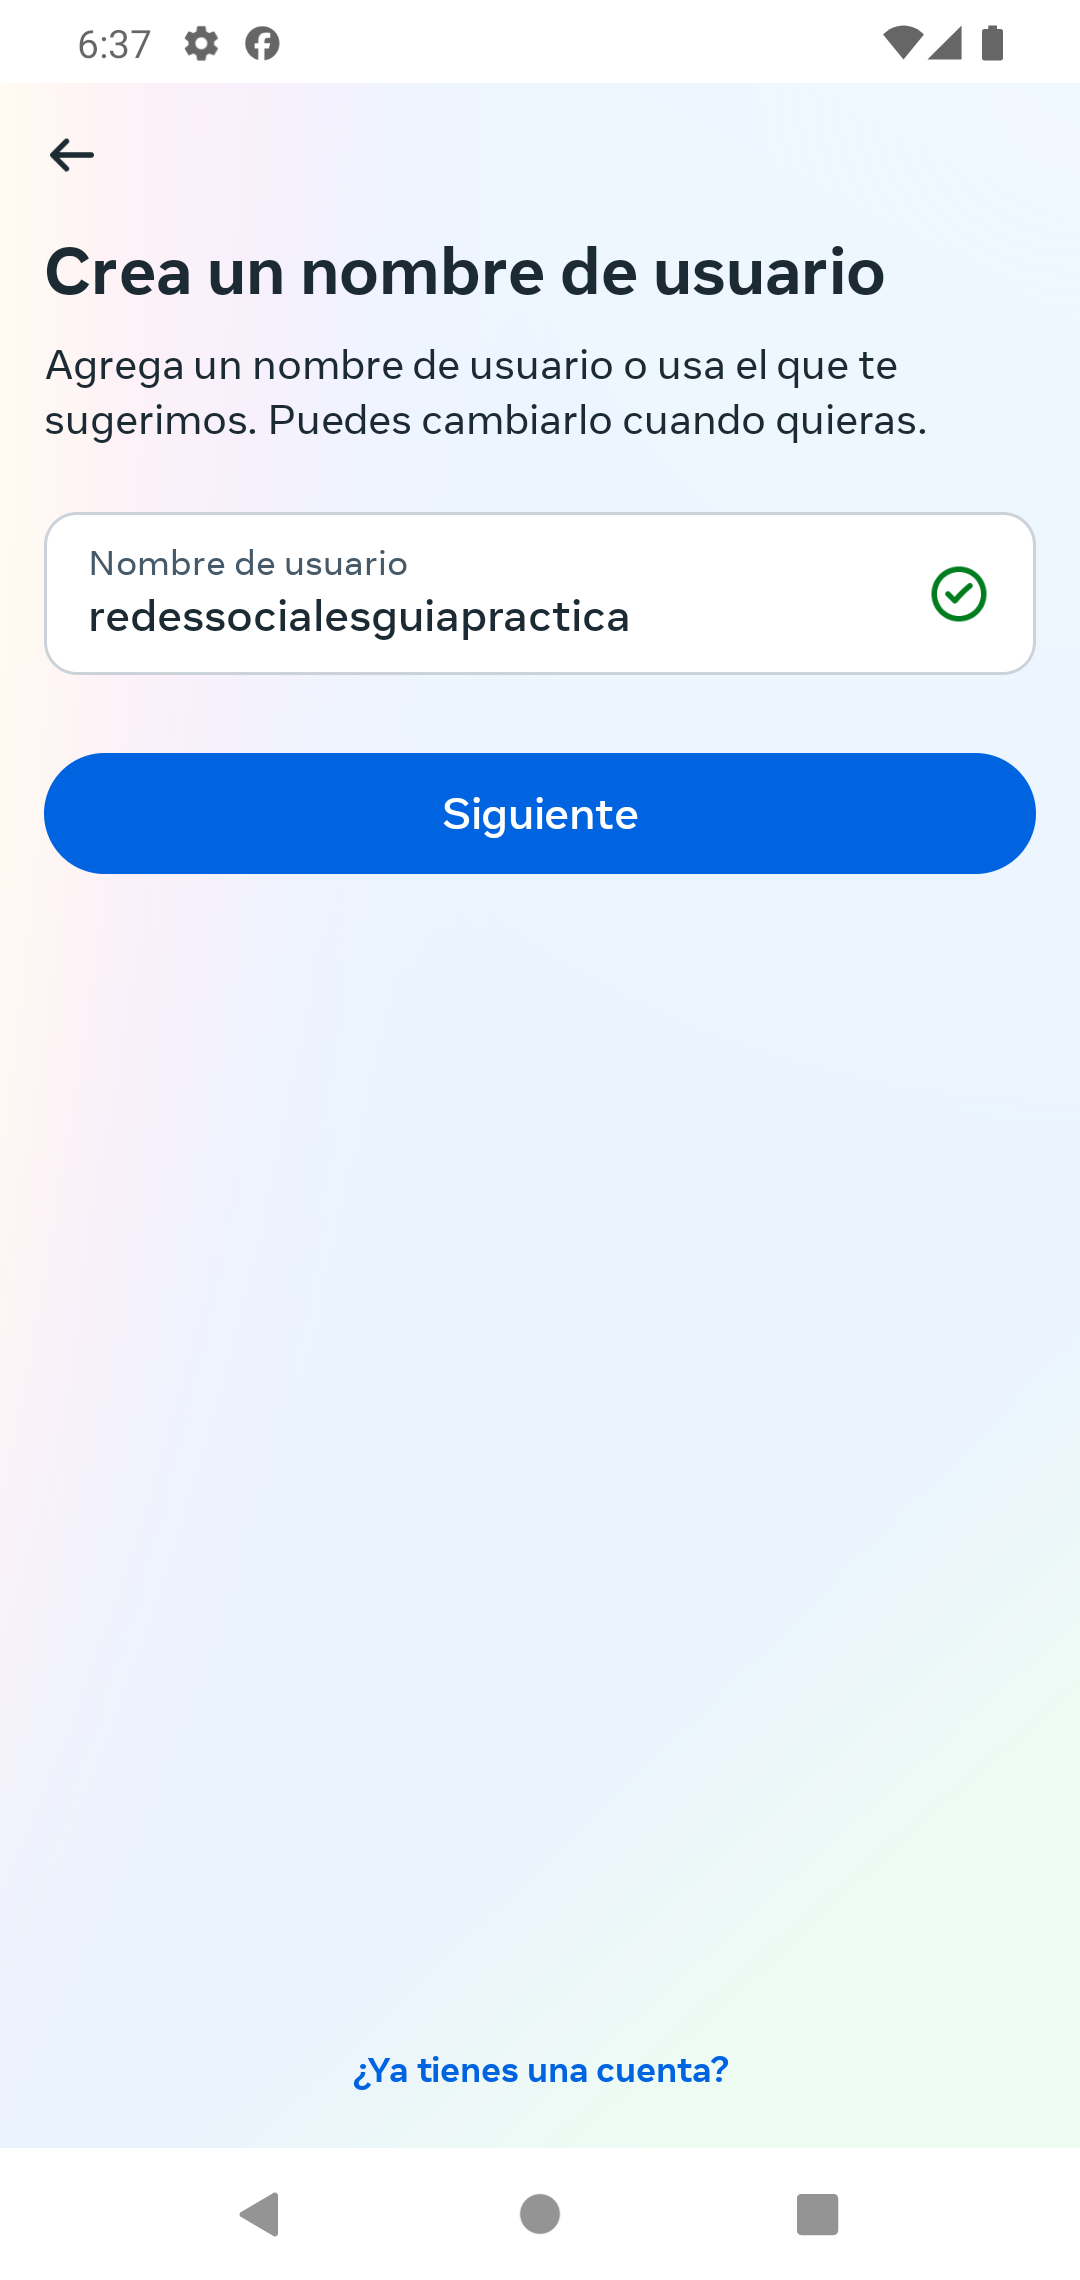 6:37
Crea un nombre de usuario
Agrega un nombre de usuario o usa el que te
sugerimos. Puedes cambiarlo cuando quieras.
Nombre de usuario
redessocialesguiapractica
Siguiente
¿Ya tienes una cuenta?